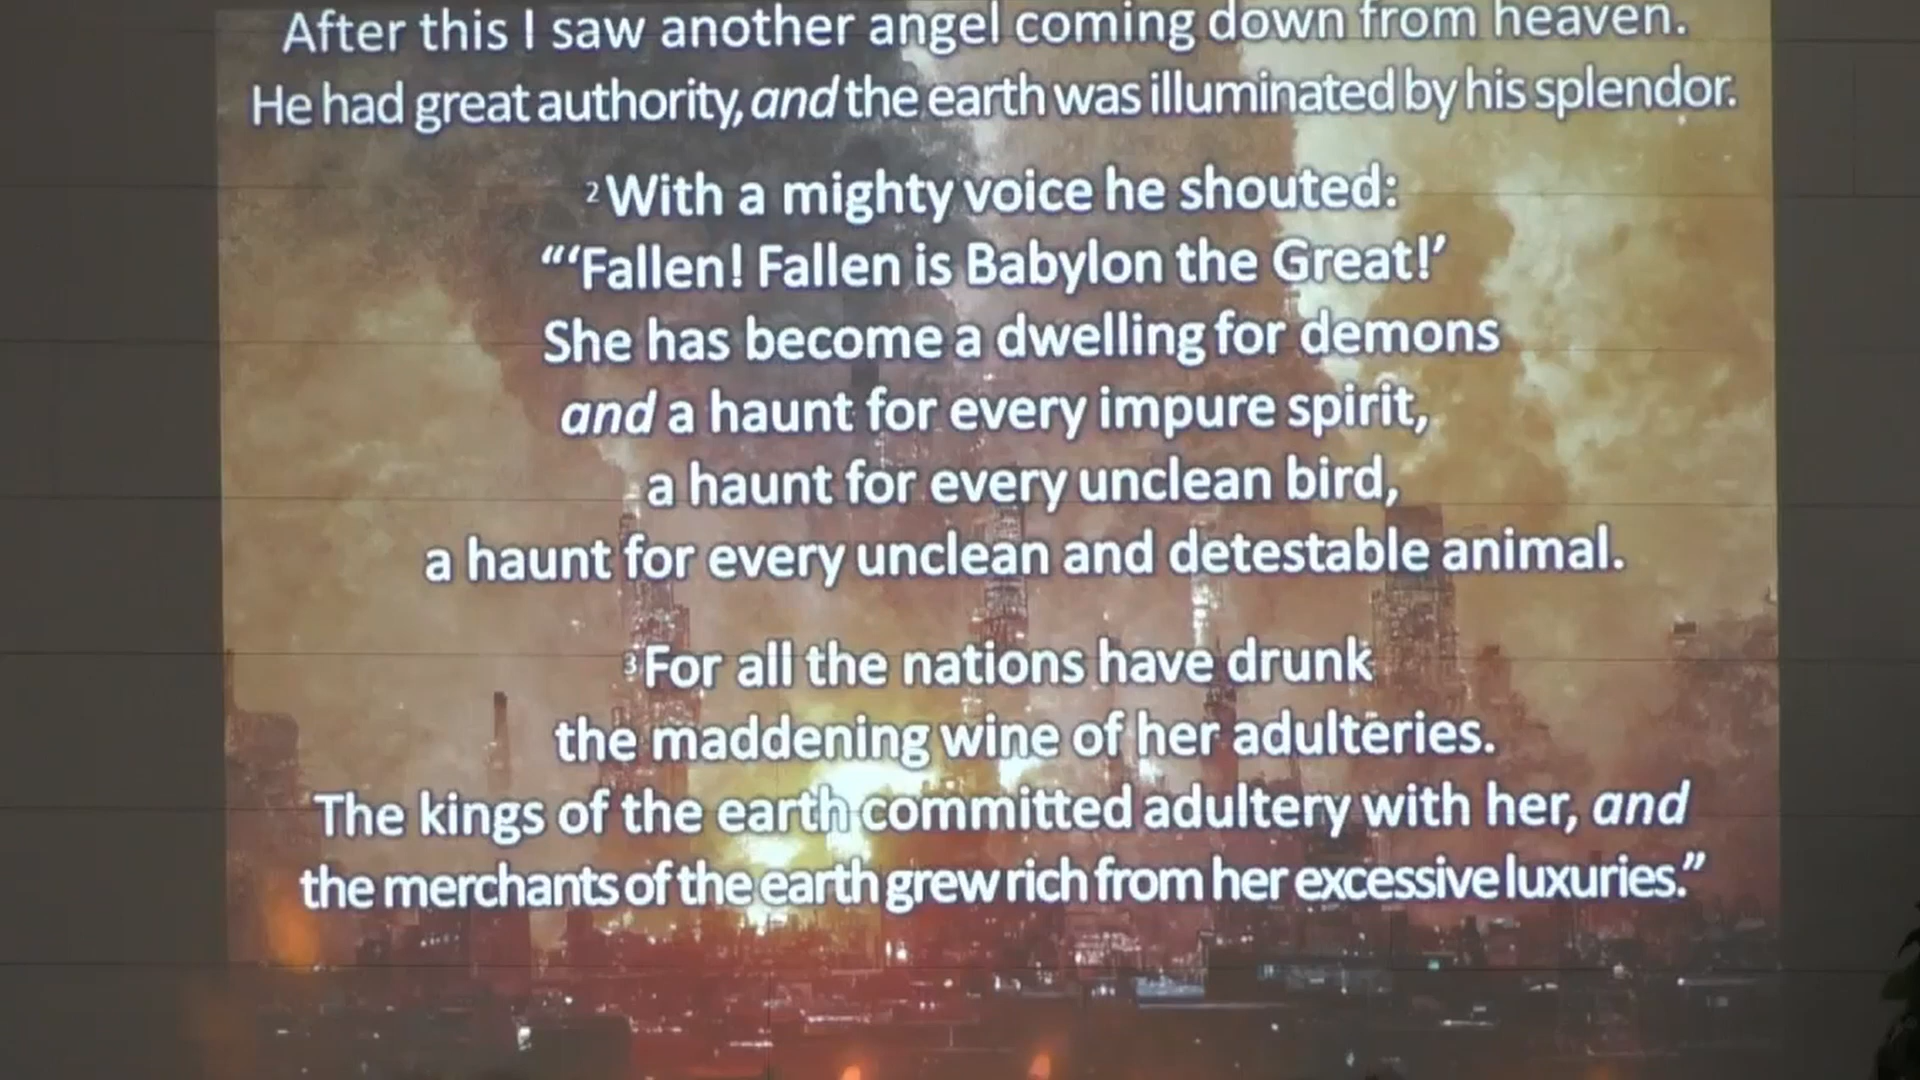 After this I saw another angel coming down from heaven.
He had great authority, and the earth was illuminated by his splendor.
2 With a mighty voice he shouted:
“‘Fallen! Fallen is Babylon the Great!’
She has become a dwelling for demons
and a haunt for every impure spirit,
a haunt for every unclean bird,
a haunt for every unclean and detestable animal.
3 For all the nations have drunk
the maddening wine of her adulteries.
The kings of the earth committed adultery with her, and
the merchants of the earth grew rich from her excessive luxuries.”